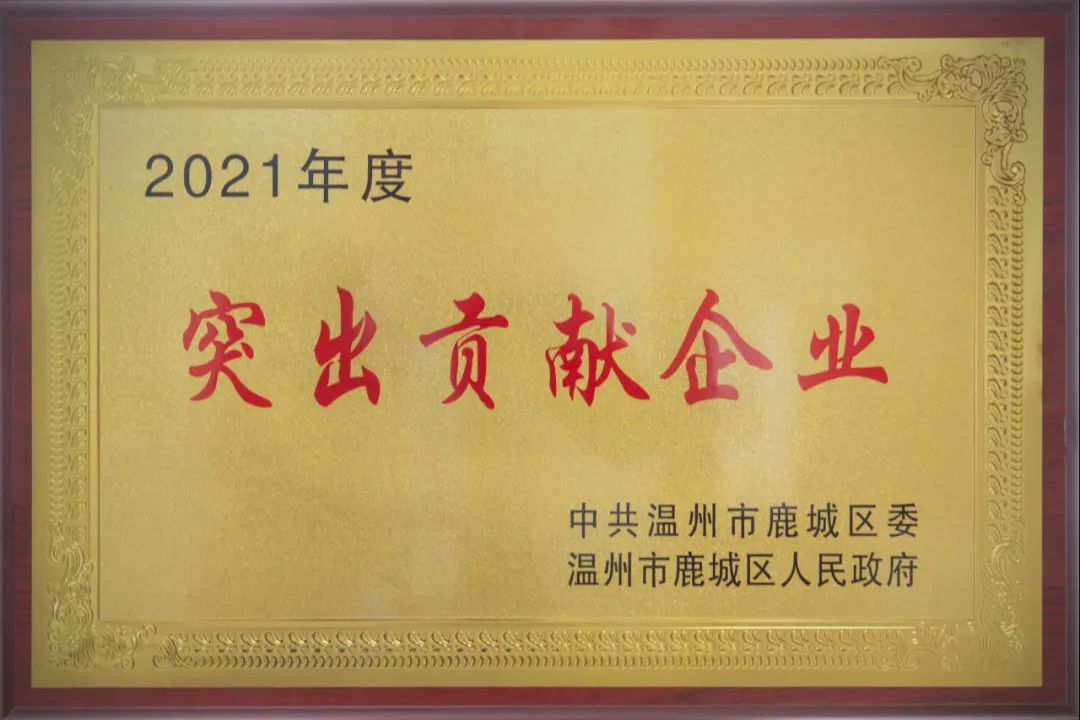 2021年度
突出贡献企业
中共温州市鹿城区委
温州市鹿城区人民政府